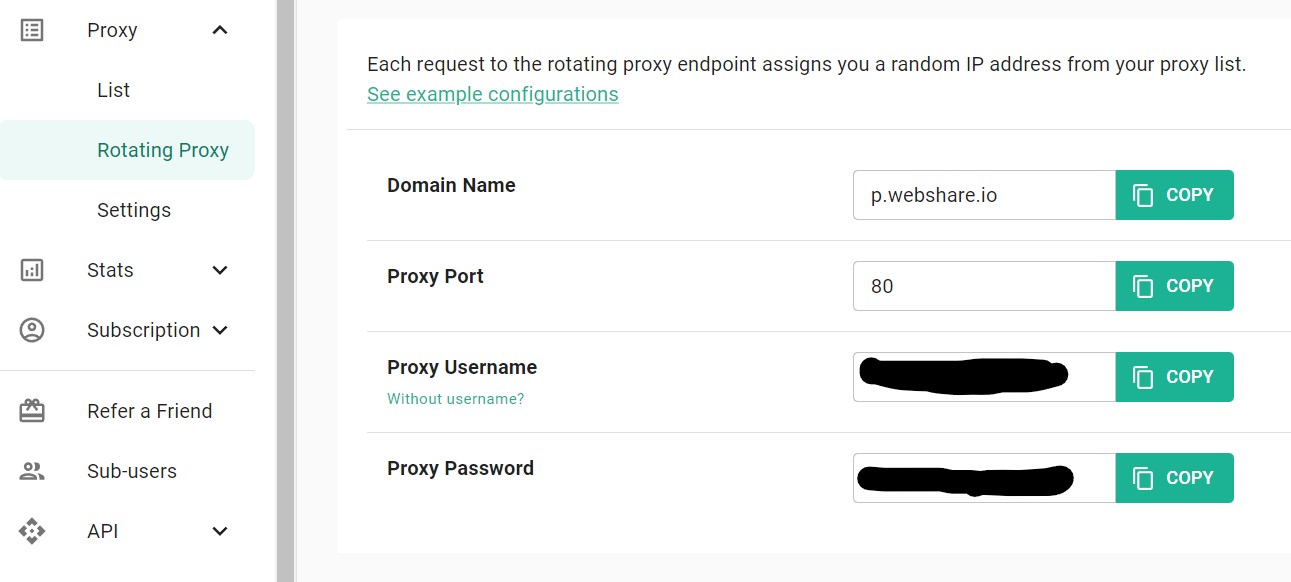 Proxy
List
Rotating Proxy
Settings
Stats
Subscription
Refer a Friend
Sub-users
API
Each request to the rotating proxy endpoint assigns you a random IP address from your proxy list.
See example configurations
Domain Name
p.webshare.io
COPY
Proxy Port
80
COPY
Proxy Username
Without username?
COPY
Proxy Password
COPY